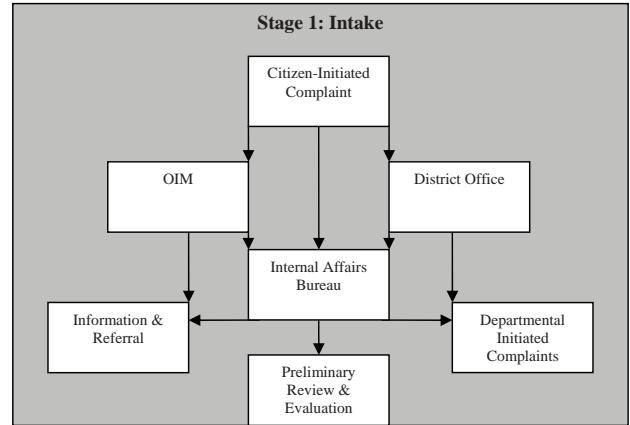 Stage 1: Intake
Citizen-Initiated
Complaint
OIM
District Office
Internal Affairs
Bureau
Information &
Referral
Departmental
Initiated
Complaints
Preliminary
Review &
Evaluation